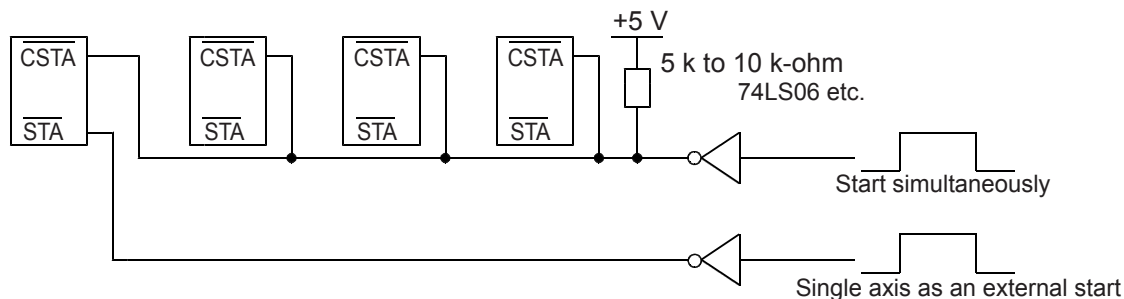 +5 V
CSTA CSTA CSTA CSTA
5 k to 10 k-ohm
74LS06 etc.
STA STA STA STA
Start simultaneously
Single axis as an external start